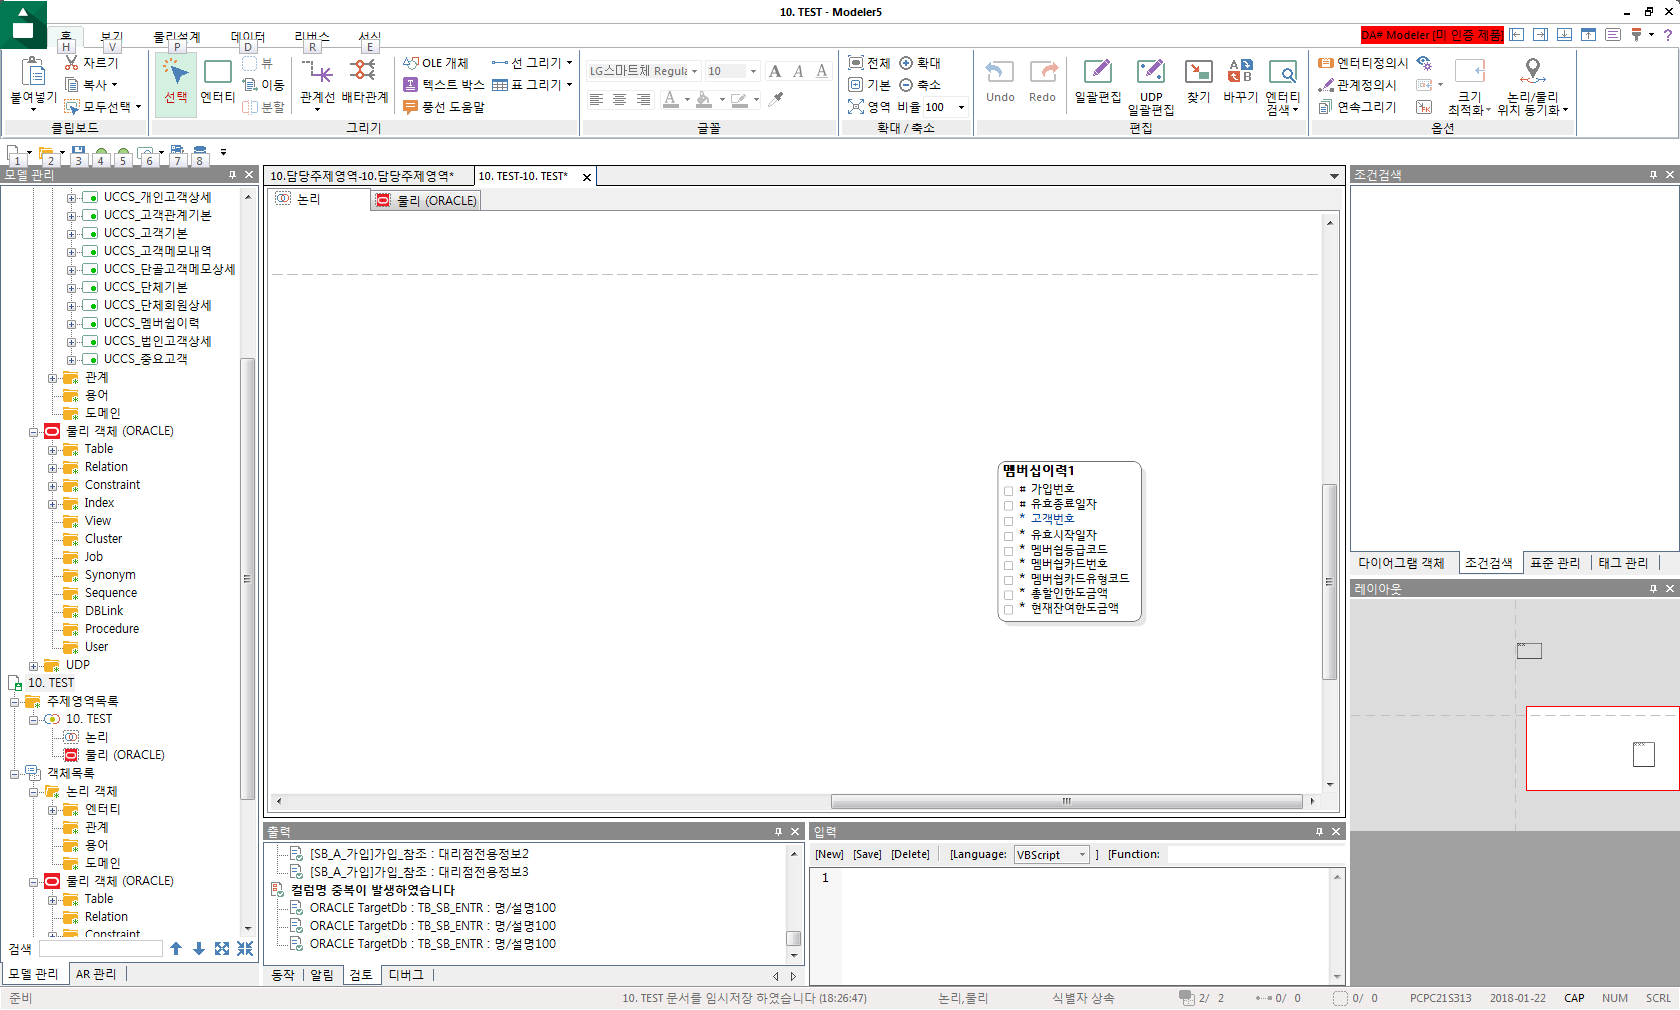 10. TEST - Modeler5
홈 보기 물리설계 데이터 리버스 서식
H V P D R E
DA# Modeler [미 인증 제품]
붙여넣기
자르기
복사
모두선택
클립보드
선택
엔터티
뷰
이동
분할
관계선
배타관계
OLE 개체
텍스트 박스
풍선 도움말
선 그리기
표 그리기
그리기
LG스마트체 Regula
10
A A A
글꼴
전체
확대
기본
축소
영역
비율 100
확대 / 축소
Undo
Redo
일괄편집
UDP 일괄편집
찾기
바꾸기
엔터티 검색
편집
엔터티정의시
관계정의시
연속그리기
크기 최적화
논리/물리 위치 동기화
옵션
1 2 3 4 5 6 7 8
모델 관리
UCCS_개인고객상세
UCCS_고객관계기본
UCCS_고객기본
UCCS_고객메모내역
UCCS_단골고객메모상세
UCCS_단체기본
UCCS_단체회원상세
UCCS_멤버쉽이력
UCCS_법인고객상세
UCCS_중요고객
관계
용어
도메인
물리 객체 (ORACLE)
Table
Relation
Constraint
Index
View
Cluster
Job
Synonym
Sequence
DBLink
Procedure
User
UDP
10. TEST
주제영역목록
10. TEST
논리
물리 (ORACLE)
객체목록
논리 객체
엔터티
관계
용어
도메인
물리 객체 (ORACLE)
Table
Relation
Constraint
검색
모델 관리 AR 관리
10.담당주제영역-10.담당주제영역*
10. TEST-10. TEST*
논리
물리 (ORACLE)
멤버십이력1
# 가입번호
# 유효종료일자
* 고객번호
* 유효시작일자
* 멤버쉽등급코드
* 멤버쉽카드번호
* 멤버쉽카드유형코드
* 총할인한도금액
* 현재잔여한도금액
출력
[SB_A_가입]가입_참조 : 대리점전용정보2
[SB_A_가입]가입_참조 : 대리점전용정보3
컬럼명 중복이 발생하였습니다
ORACLE TargetDb : TB_SB_ENTR : 명/설명100
ORACLE TargetDb : TB_SB_ENTR : 명/설명100
ORACLE TargetDb : TB_SB_ENTR : 명/설명100
동작 알림 검토 디버그
입력
[New] [Save] [Delete] [Language: VBScript ] [Function:
1
조건검색
다이어그램 객체 조건검색 표준 관리 태그 관리
레이아웃
준비
10. TEST 문서를 임시저장 하였습니다 (18:26:47)
논리,물리
식별자 상속
2/ 2
0/ 0
0/ 0
PCPC21S313
2018-01-22
CAP NUM SCRL